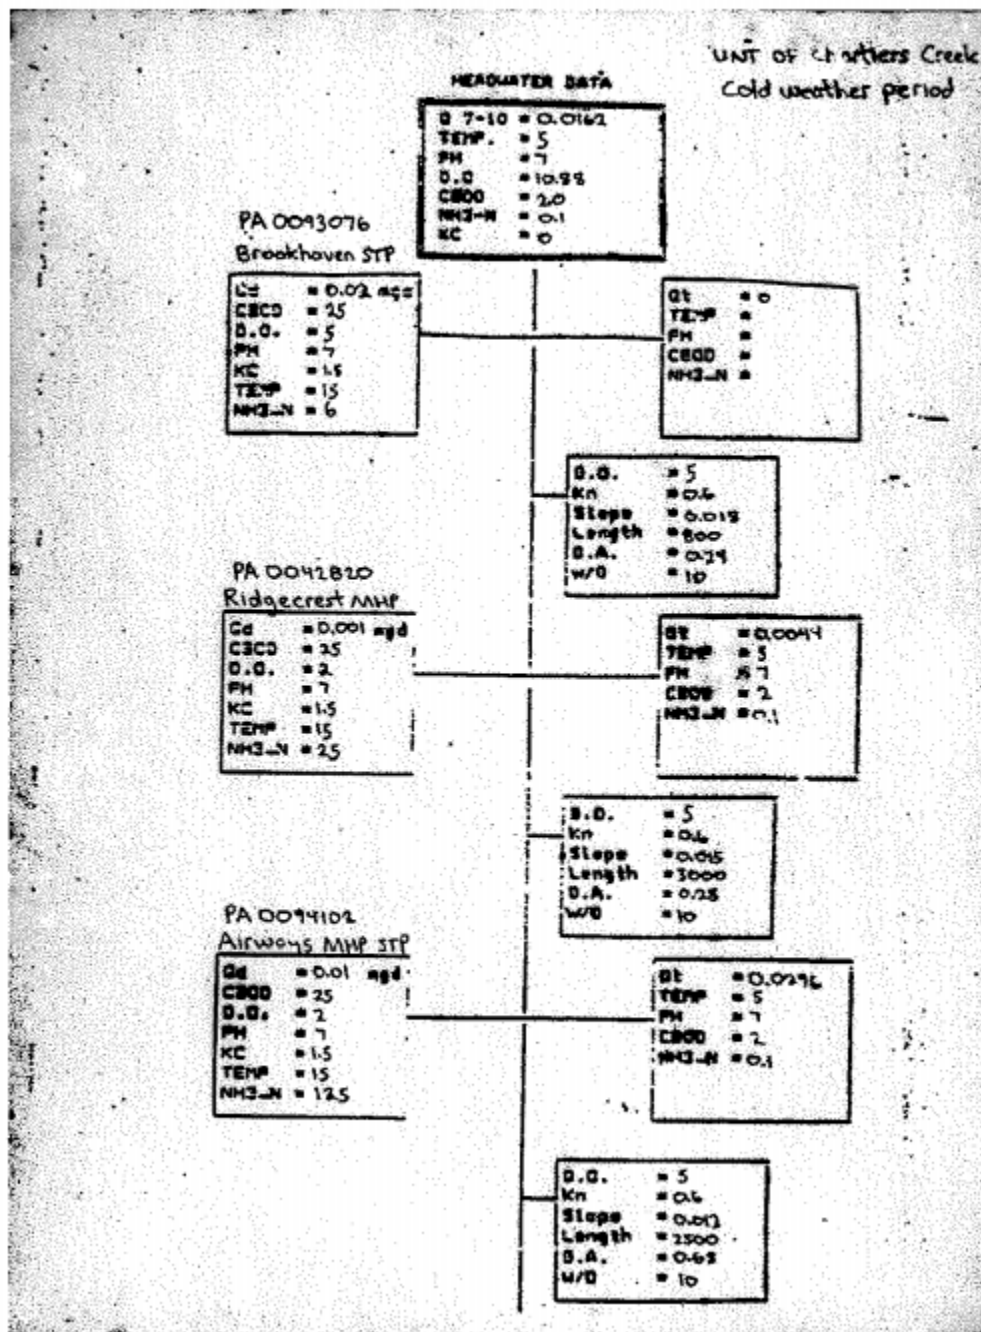 UNT OF Chartiers Creek
Cold weather period
HEADWATER DATA
Q 7-10 = 0.0162
TEMP. = 5
PH = 7
D.O = 10.88
CBOD = 2.0
NH3-N = 0.1
KC = 0
PA 0093076
Brookhaven STP
Qd = 0.02 mgd
CBOD = 25
D.O. = 5
PH = 7
KC = 1.5
TEMP = 15
NH3-N = 6
Qt = 0
TEMP =
PH =
CBOD =
NH3-N =
D.O. = 5
Kn = 0.6
Slope = 0.018
Length = 800
D.A. =
W/D = 10
PA 0042820
Ridgecrest MHP
Qd = 0.001 mgd
CBOD = 25
D.O. = 2
PH = 7
KC = 1.5
TEMP = 15
NH3-N = 25
Qt = 0.0044
TEMP = 5
PH = 7
CBOD = 2
NH3-N = 0.1
D.O. = 5
Kn = 0.6
Slope = 0.015
Length = 3000
D.A. = 0.28
W/D = 10
PA 0094102
Airways MHP STP
Qd = 0.01 mgd
CBOD = 25
D.O. = 2
PH = 7
KC = 1.5
TEMP = 15
NH3-N = 12.5
Qt = 0.0296
TEMP = 5
PH = 7
CBOD = 2
NH3-N = 0.1
D.O. = 5
Kn = 0.6
Slope =
Length = 2500
D.A. = 0.68
W/D = 10